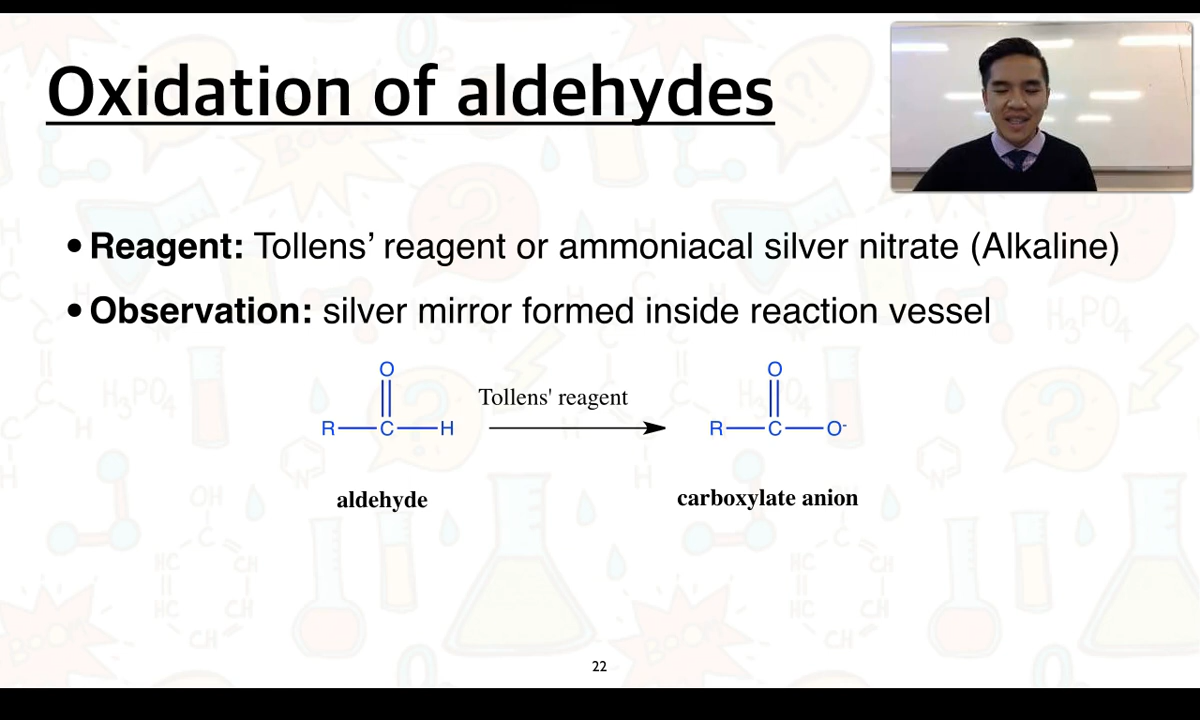 Oxidation of aldehydes
• Reagent: Tollens’ reagent or ammoniacal silver nitrate (Alkaline)
• Observation: silver mirror formed inside reaction vessel
O
Tollens' reagent
R C H
aldehyde
O
R C O-
carboxylate anion
22